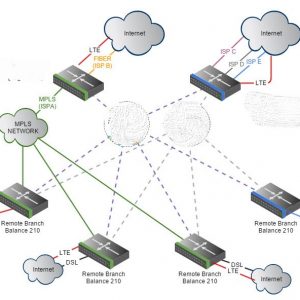 Internet
LTE
FIBER
(ISP B)
MPLS
(ISPA)
MPLS
NETWORK
ISP C
ISP D
ISP E
LTE
Internet
Remote Branch
Balance 210
LTE
DSL
Internet
Remote Branch
Balance 210
Remote Branch
Balance 210
DSL
LTE
Internet
Remote Branch
Balance 210